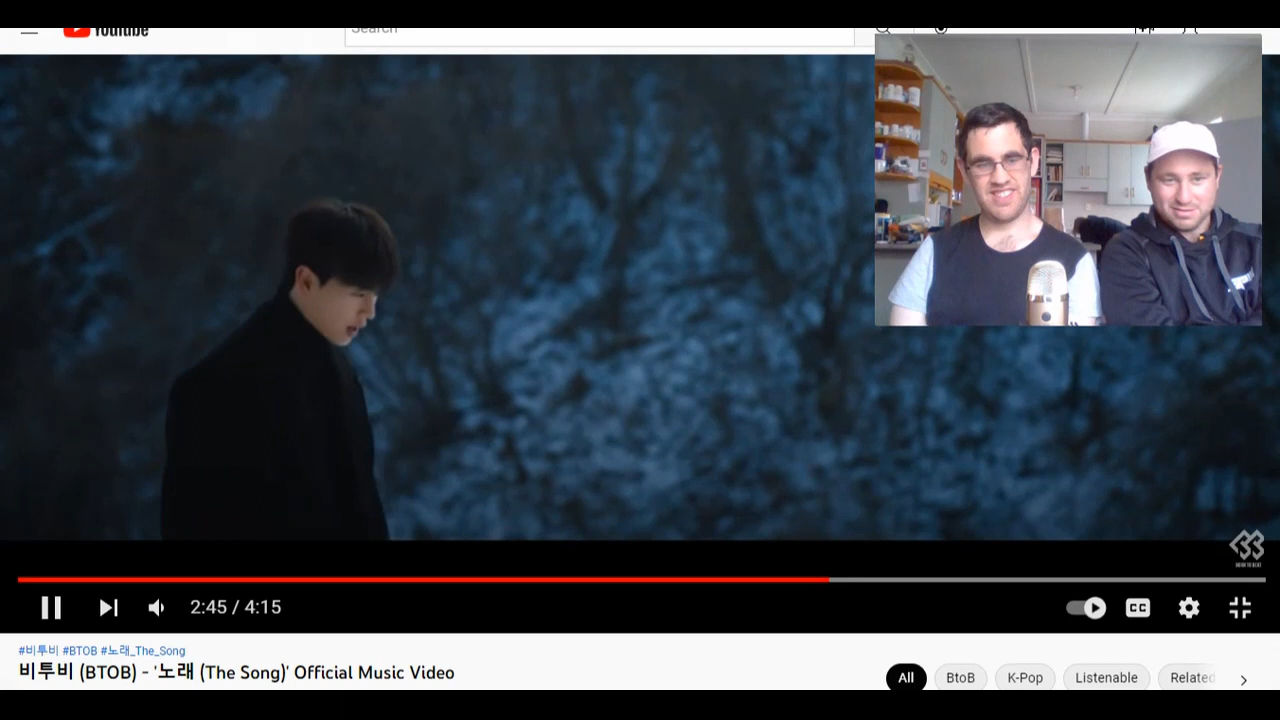 YouTube
Search
2:45 / 4:15
CC
#비투비 #BTOB #노래_The_Song
비투비 (BTOB) - '노래 (The Song)' Official Music Video
All
BtoB
K-Pop
Listenable
Related